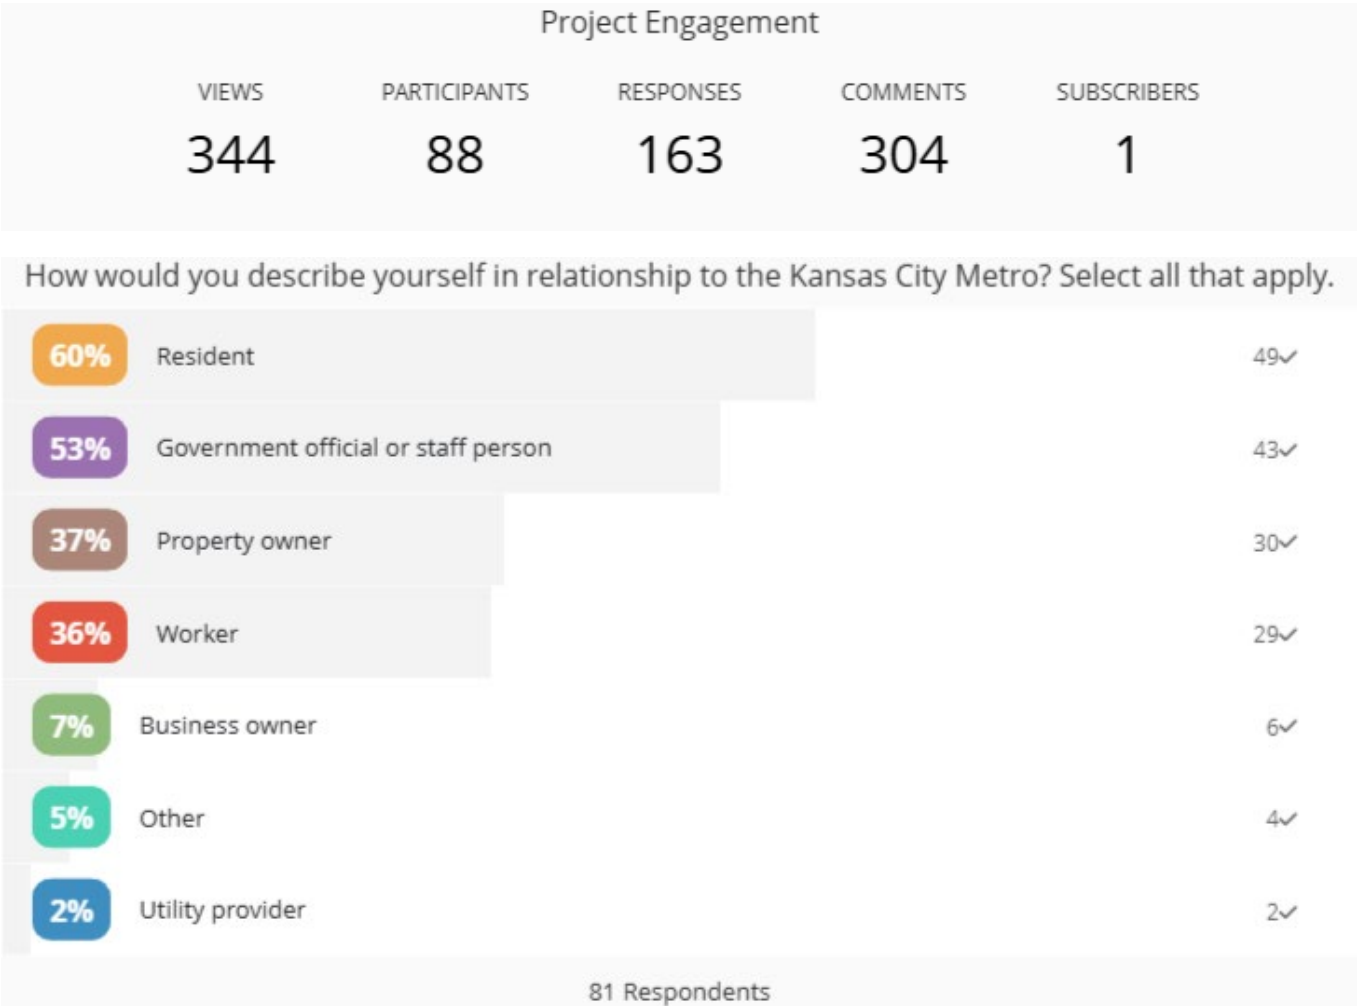 Project Engagement
VIEWS PARTICIPANTS RESPONSES COMMENTS SUBSCRIBERS
344 88 163 304 1
How would you describe yourself in relationship to the Kansas City Metro? Select all that apply.
60% Resident 49✓
53% Government official or staff person 43✓
37% Property owner 30✓
36% Worker 29✓
7% Business owner 6✓
5% Other 4✓
2% Utility provider 2✓
81 Respondents